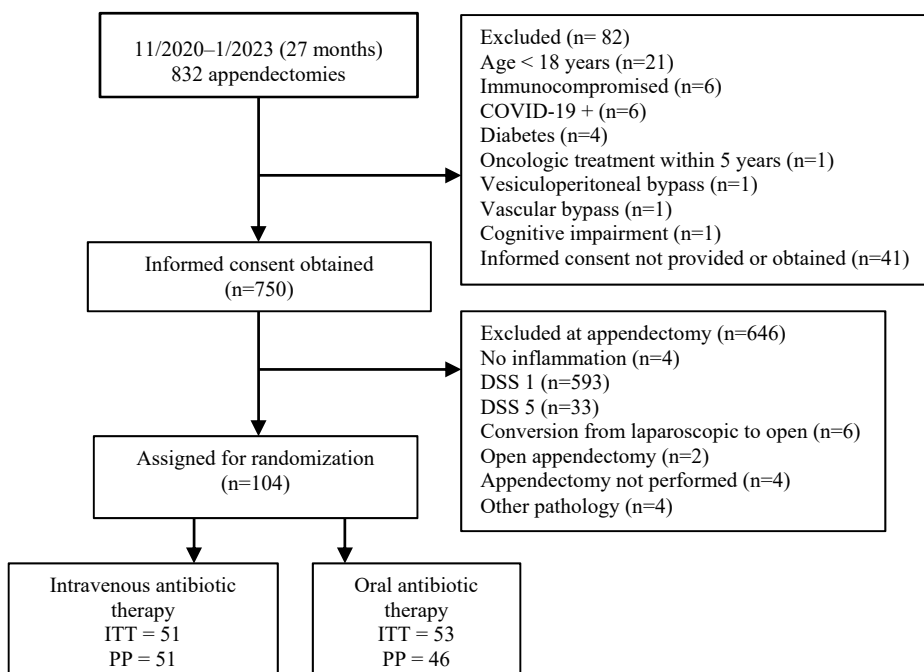 11/2020–1/2023 (27 months)
832 appendectomies
Excluded (n= 82)
Age < 18 years (n=21)
Immunocompromised (n=6)
COVID-19 + (n=6)
Diabetes (n=4)
Oncologic treatment within 5 years (n=1)
Vesiculoperitoneal bypass (n=1)
Vascular bypass (n=1)
Cognitive impairment (n=1)
Informed consent not provided or obtained (n=41)
Informed consent obtained
(n=750)
Excluded at appendectomy (n=646)
No inflammation (n=4)
DSS 1 (n=593)
DSS 5 (n=33)
Conversion from laparoscopic to open (n=6)
Open appendectomy (n=2)
Appendectomy not performed (n=4)
Other pathology (n=4)
Assigned for randomization
(n=104)
Intravenous antibiotic
therapy
ITT = 51
PP = 51
Oral antibiotic
therapy
ITT = 53
PP = 46